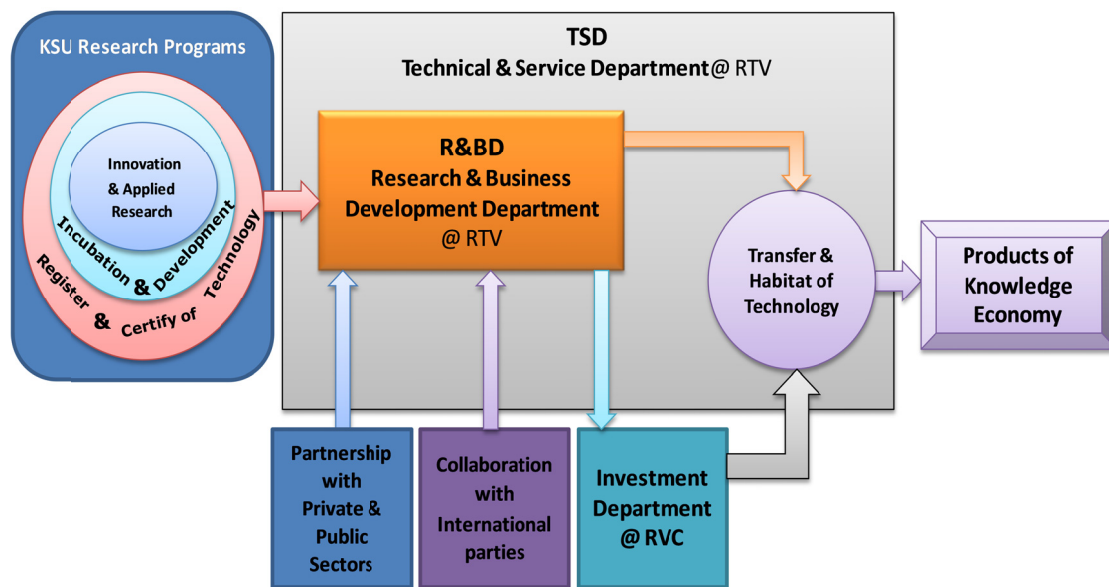 KSU Research Programs
Innovation
& Applied
Research
Incubation & Development
Register & Certify of Technology
TSD
Technical & Service Department@ RTV
R&BD
Research & Business
Development Department
@ RTV
Transfer &
Habitat of
Technology
Products of
Knowledge
Economy
Partnership
with
Private &
Public
Sectors
Collaboration
with
International
parties
Investment
Department
@ RVC